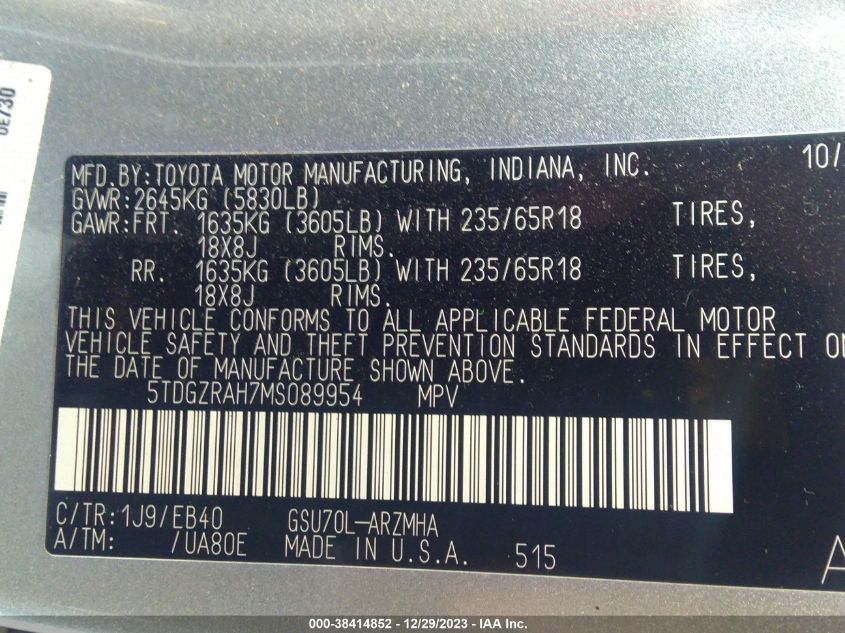 0E730
MFD.BY:TOYOTA MOTOR MANUFACTURING, INDIANA, INC. 10/
GVWR:2645KG (5830LB)
GAWR:FRT. 1635KG (3605LB) WITH 235/65R18 TIRES,
18X8J RIMS.
RR. 1635KG (3605LB) WITH 235/65R18 TIRES,
18X8J RIMS.
THIS VEHICLE CONFORMS TO ALL APPLICABLE FEDERAL MOTOR
VEHICLE SAFETY AND THEFT PREVENTION STANDARDS IN EFFECT ON
THE DATE OF MANUFACTURE SHOWN ABOVE.
5TDGZRAH7MS089954 MPV
C/TR:1J9/EB40 GSU70L-ARZMHA
A/TM: /UA80E MADE IN U.S.A. 515 A
000-38414852 - 12/29/2023 - IAA Inc.